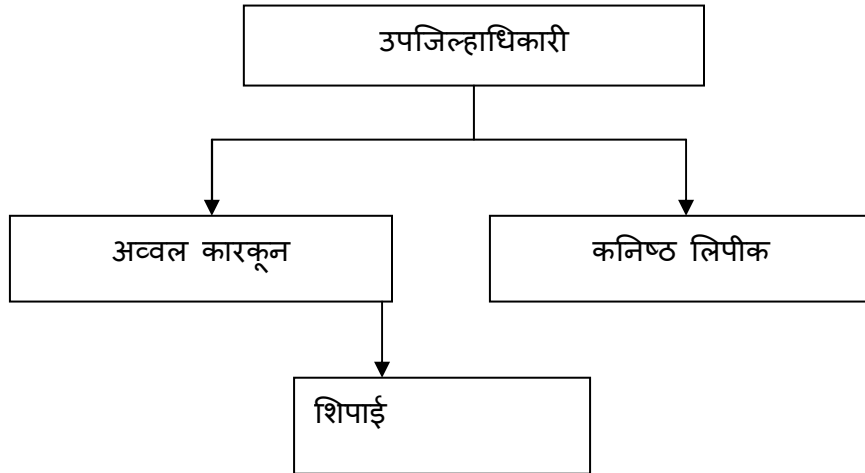 उपजिल्हाधिकारी
अव्वल कारकून
कनिष्ठ लिपीक
शिपाई